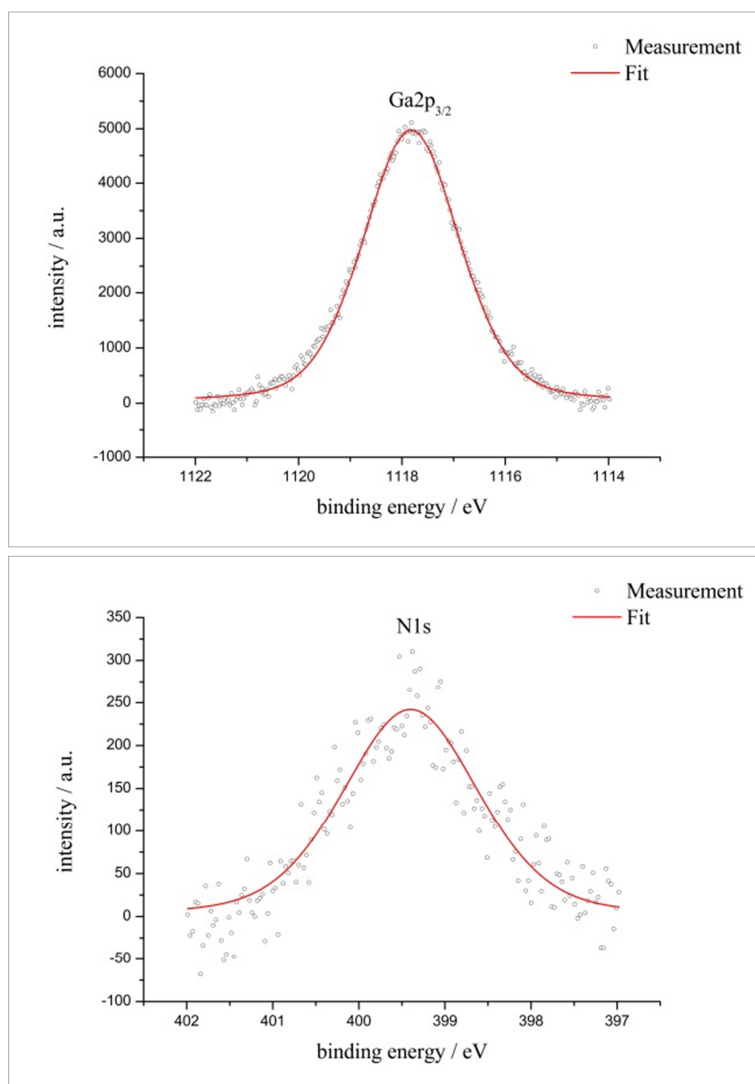 Measurement
Fit
Ga2p3/2
6000
5000
4000
3000
2000
1000
0
-1000
intensity / a.u.
1122
1120
1118
1116
1114
binding energy / eV
Measurement
Fit
N1s
350
300
250
200
150
100
50
0
-50
-100
intensity / a.u.
402
401
400
399
398
397
binding energy / eV